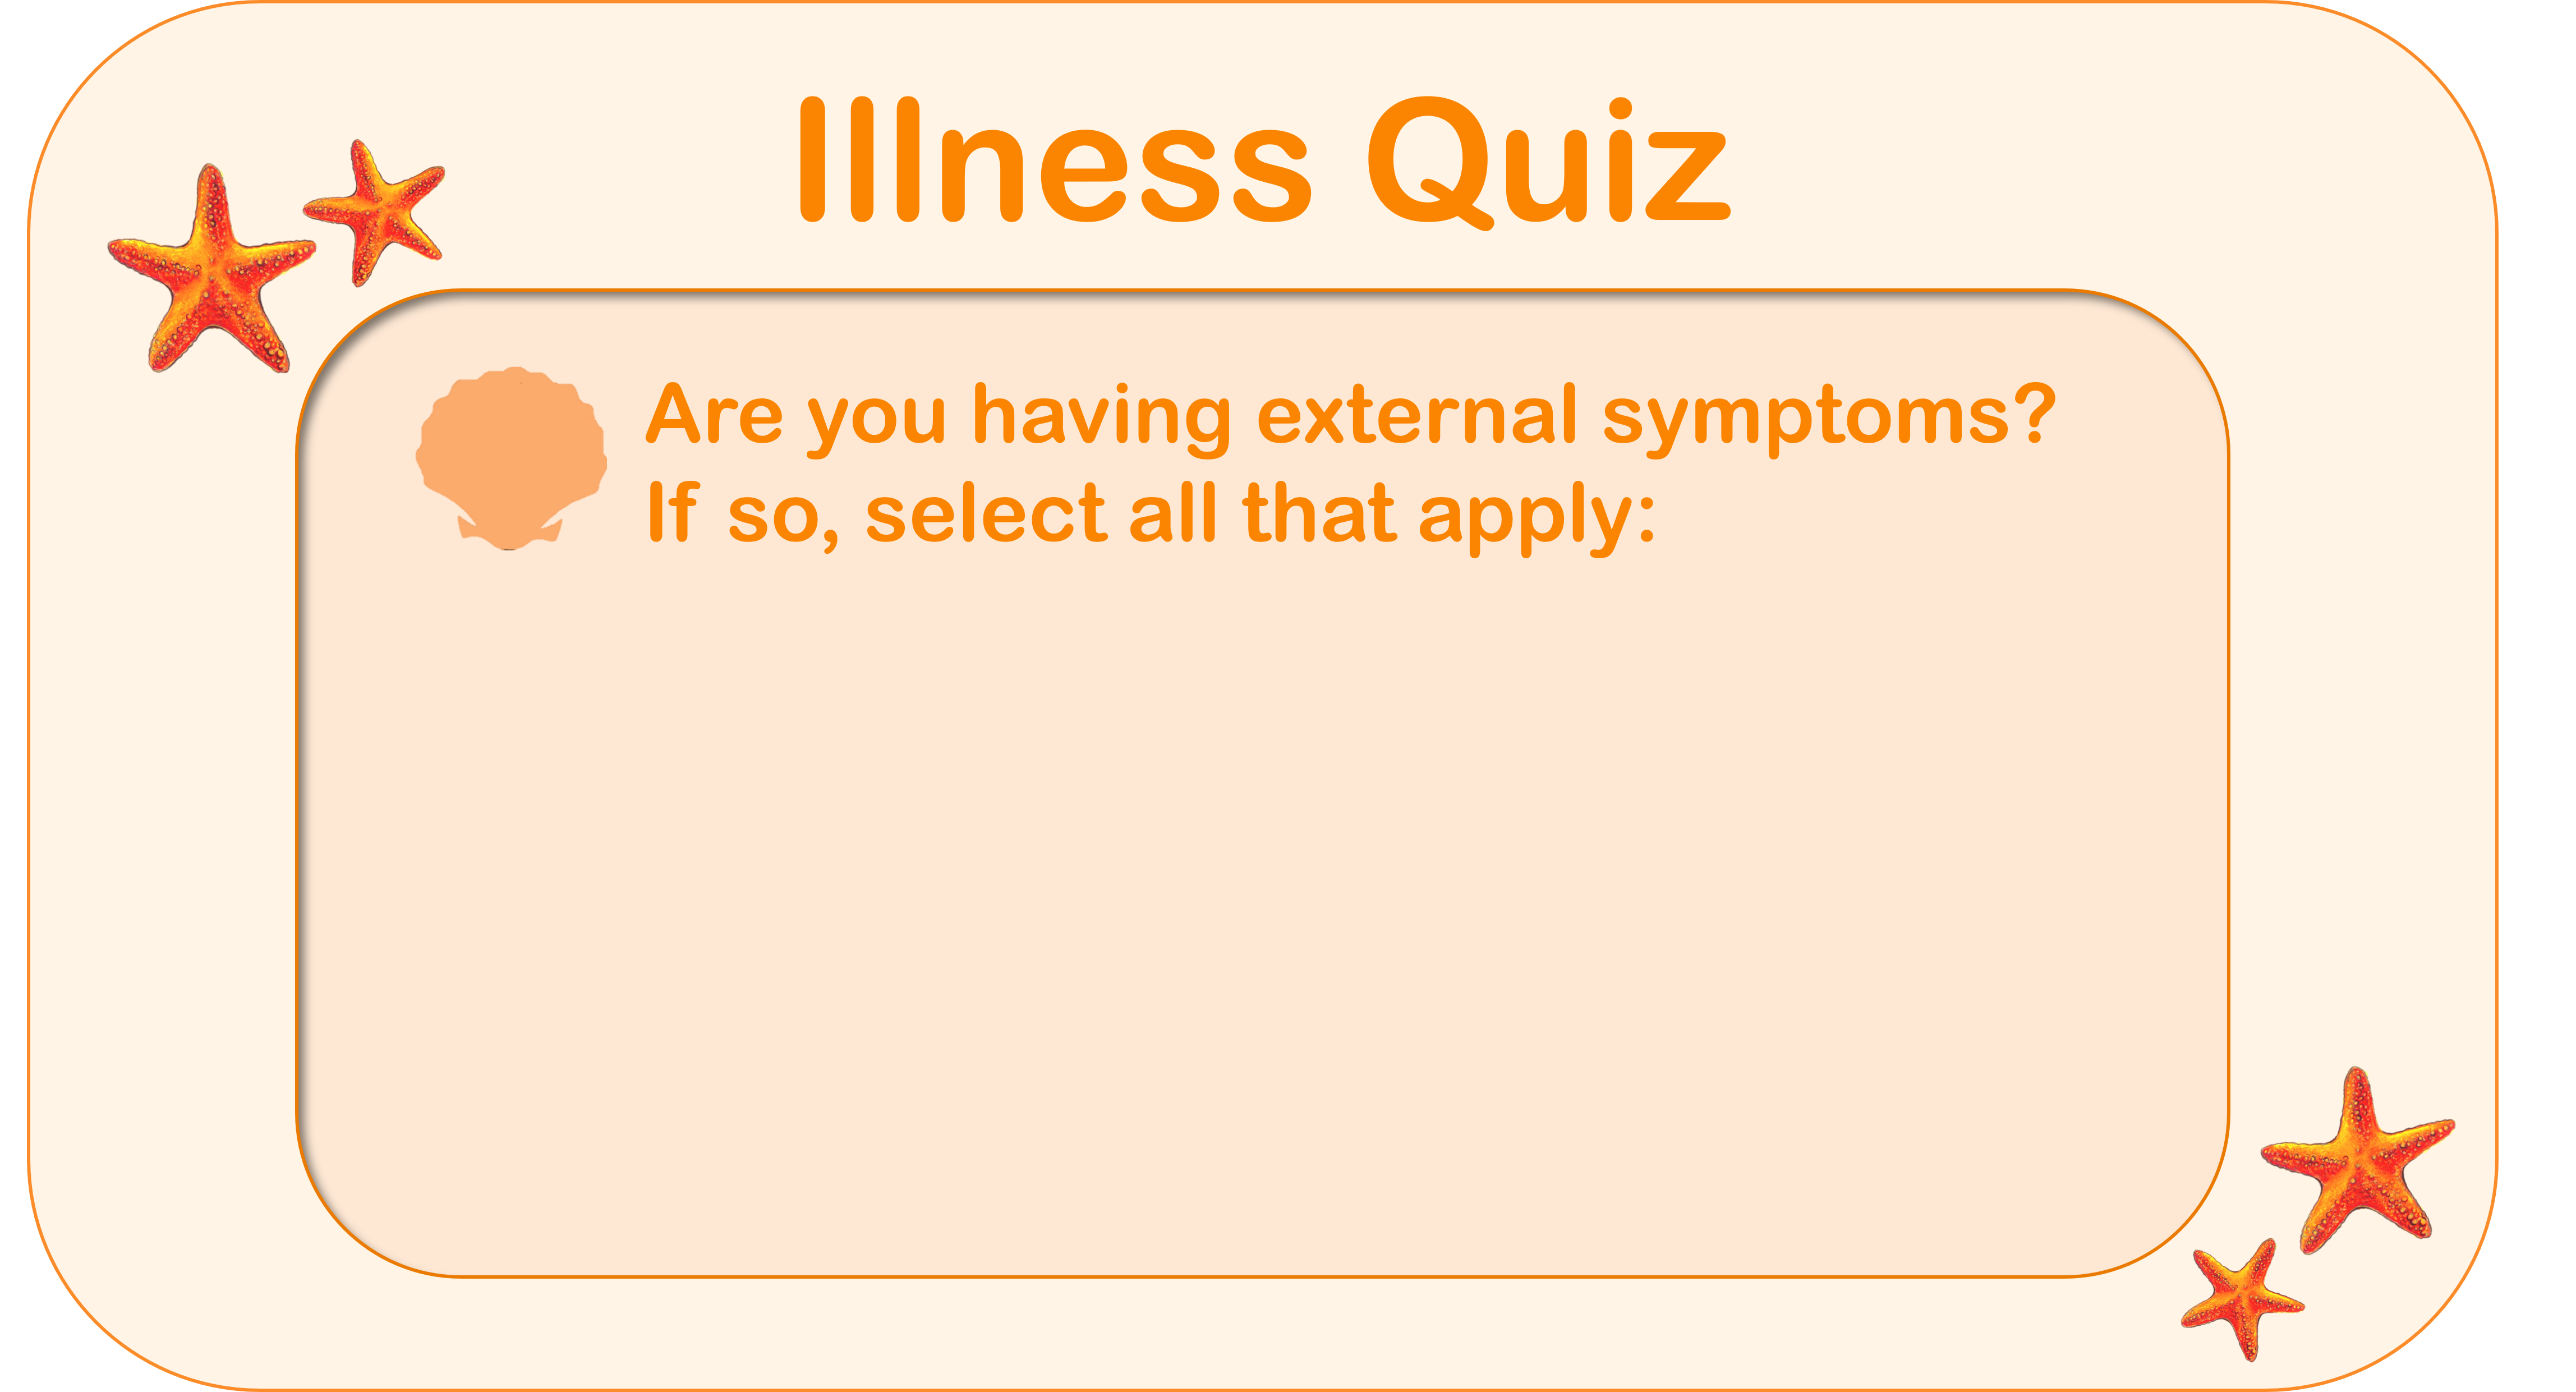 Illness Quiz
Are you having external symptoms?
If so, select all that apply: